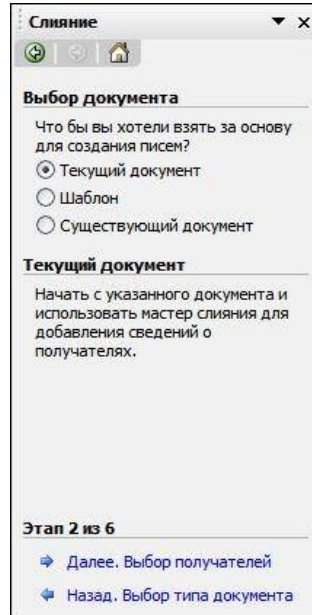 Слияние
Выбор документа
Что бы вы хотели взять за основу
для создания писем?
Текущий документ
Шаблон
Существующий документ
Текущий документ
Начать с указанного документа и
использовать мастер слияния для
добавления сведений о
получателях.
Этап 2 из 6
Далее. Выбор получателей
Назад. Выбор типа документа